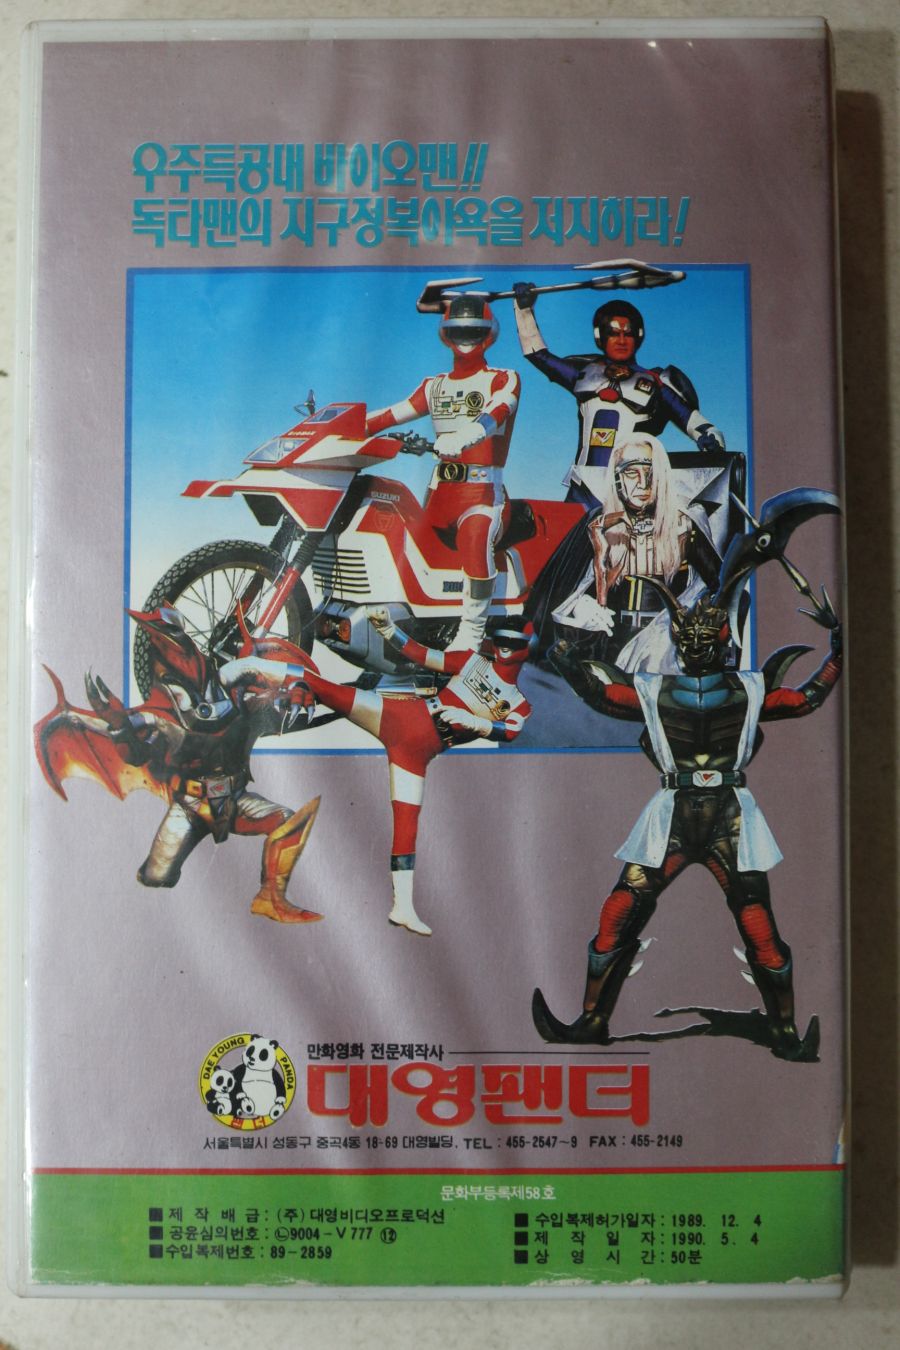 우주특공대 바이오맨!!
독타맨의 지구정복야욕을 저지하라!
SUZUKI
만화영화 전문제작사
DAE YOUNG PANDA
팬더
대영팬더
서울특별시 성동구 중곡4동 18-69 대영빌딩. TEL : 455-2547~9 FAX : 455-2149
문화부등록제58호
■ 제 작 배 급 : (주) 대영비디오프로덕션
■ 공윤심의번호 : ㉡9004-V777 ⑫
■수입복제번호 : 89-2859
■ 수입복제허가일자 : 1989. 12. 4
■ 제 작 일 자 : 1990. 5. 4
■ 상 영 시 간 : 50분